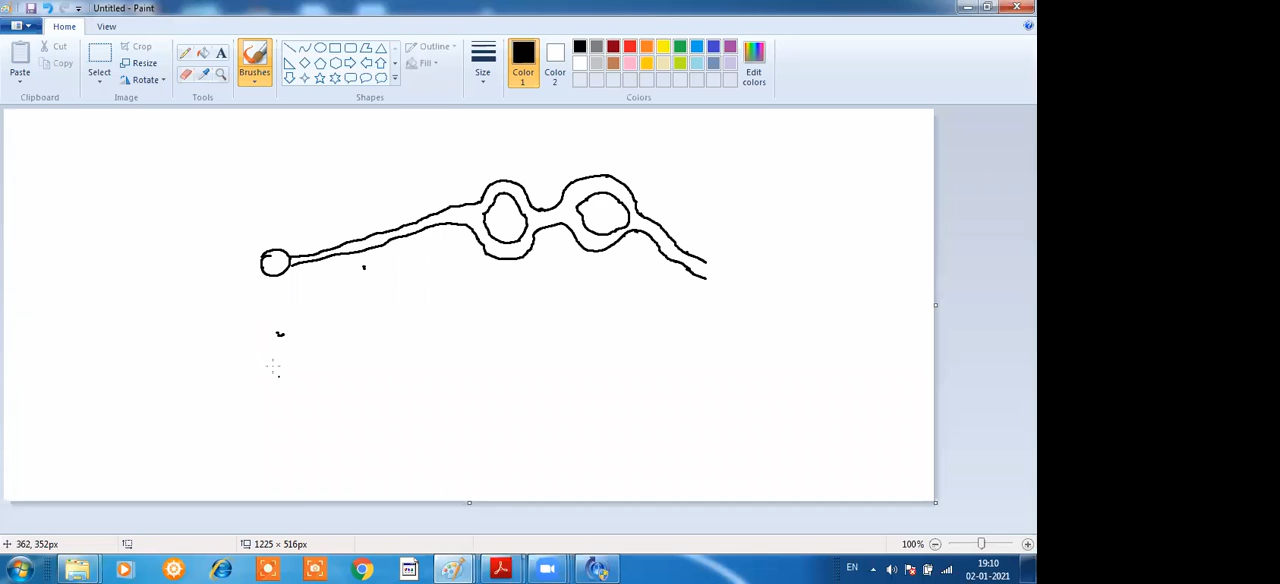 Untitled - Paint
Home View
Paste
Cut
Copy
Clipboard
Select
Crop
Resize
Rotate
Image
Tools
Brushes
Shapes
Outline
Fill
Size
Color 1
Color 2
Edit colors
Colors
362, 352px
1225 × 516px
100%
EN
19:10
02-01-2021